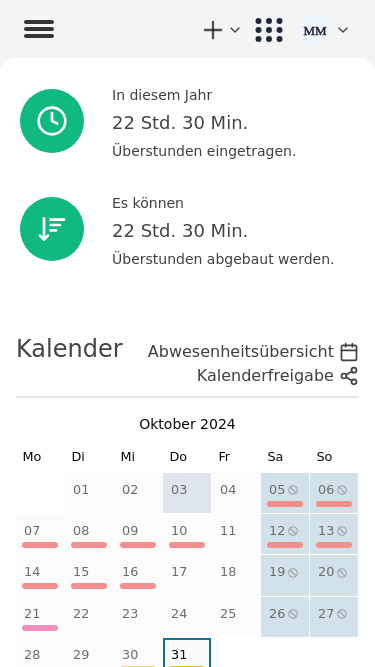 MM
In diesem Jahr
22 Std. 30 Min.
Überstunden eingetragen.
Es können
22 Std. 30 Min.
Überstunden abgebaut werden.
Kalender
Abwesenheitsübersicht
Kalenderfreigabe
Oktober 2024
Mo Di Mi Do Fr Sa So
01 02 03 04 05 06
07 08 09 10 11 12 13
14 15 16 17 18 19 20
21 22 23 24 25 26 27
28 29 30 31